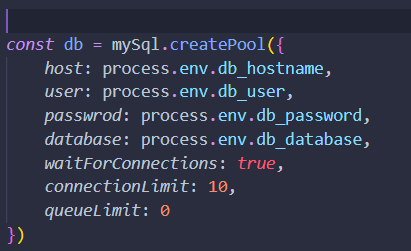 const db = mySql.createPool({
host: process.env.db_hostname,
user: process.env.db_user,
passwrod: process.env.db_password,
database: process.env.db_database,
waitForConnections: true,
connectionLimit: 10,
queueLimit: 0
})